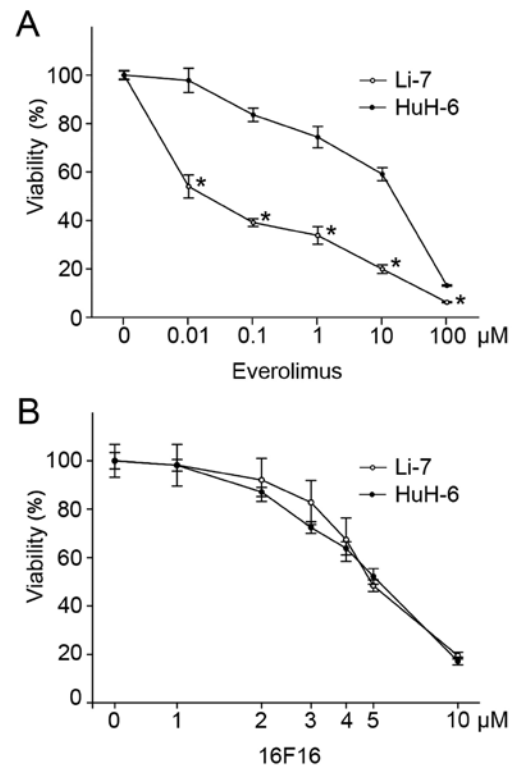 A
Viability (%)
100
80
60
40
20
0
Li-7
HuH-6
*
*
*
*
*
0 0.01 0.1 1 10 100 µM
Everolimus
B
Viability (%)
100
80
60
40
20
0
Li-7
HuH-6
0 1 2 3 4 5 10 µM
16F16